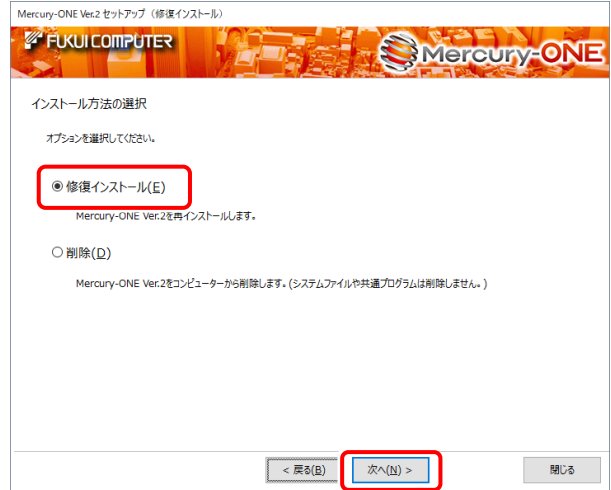 Mercury-ONE Ver.2 セットアップ（修復インストール）
FUKUI COMPUTER
Mercury-ONE
インストール方法の選択
オプションを選択してください。
修復インストール(E)
Mercury-ONE Ver.2を再インストールします。
削除(D)
Mercury-ONE Ver.2をコンピューターから削除します。(システムファイルや共通プログラムは削除しません。)
< 戻る(B) 次へ(N) > 閉じる